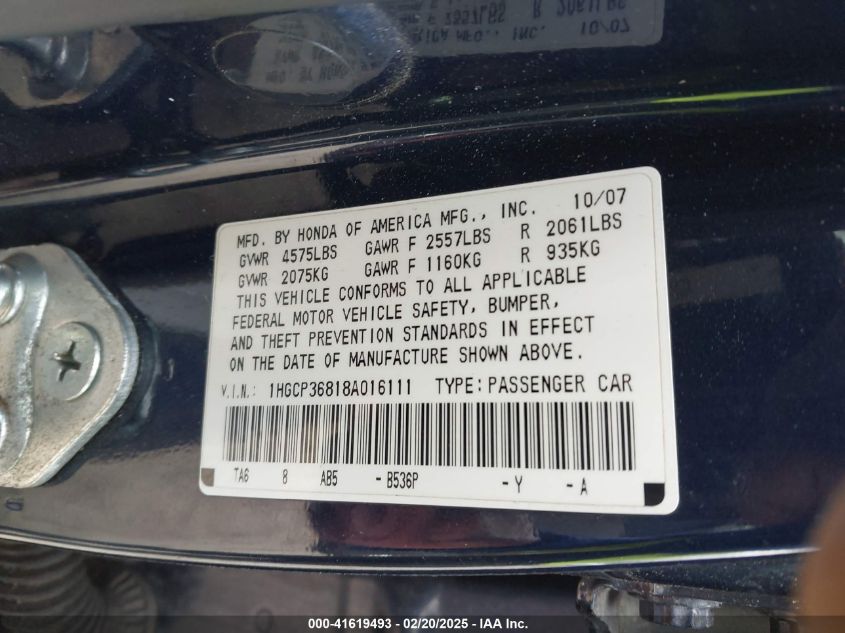 MFD. BY HONDA OF AMERICA MFG., INC. 10/07
GVWR 4575LBS GAWR F 2557LBS R 2061LBS
GVWR 2075KG GAWR F 1160KG R 935KG
THIS VEHICLE CONFORMS TO ALL APPLICABLE
FEDERAL MOTOR VEHICLE SAFETY, BUMPER,
AND THEFT PREVENTION STANDARDS IN EFFECT
ON THE DATE OF MANUFACTURE SHOWN ABOVE.
V.I.N.: 1HGCP36818A016111 TYPE: PASSENGER CAR
TA6 8 AB5 - B536P - Y - A
000-41619493 - 02/20/2025 - IAA Inc.